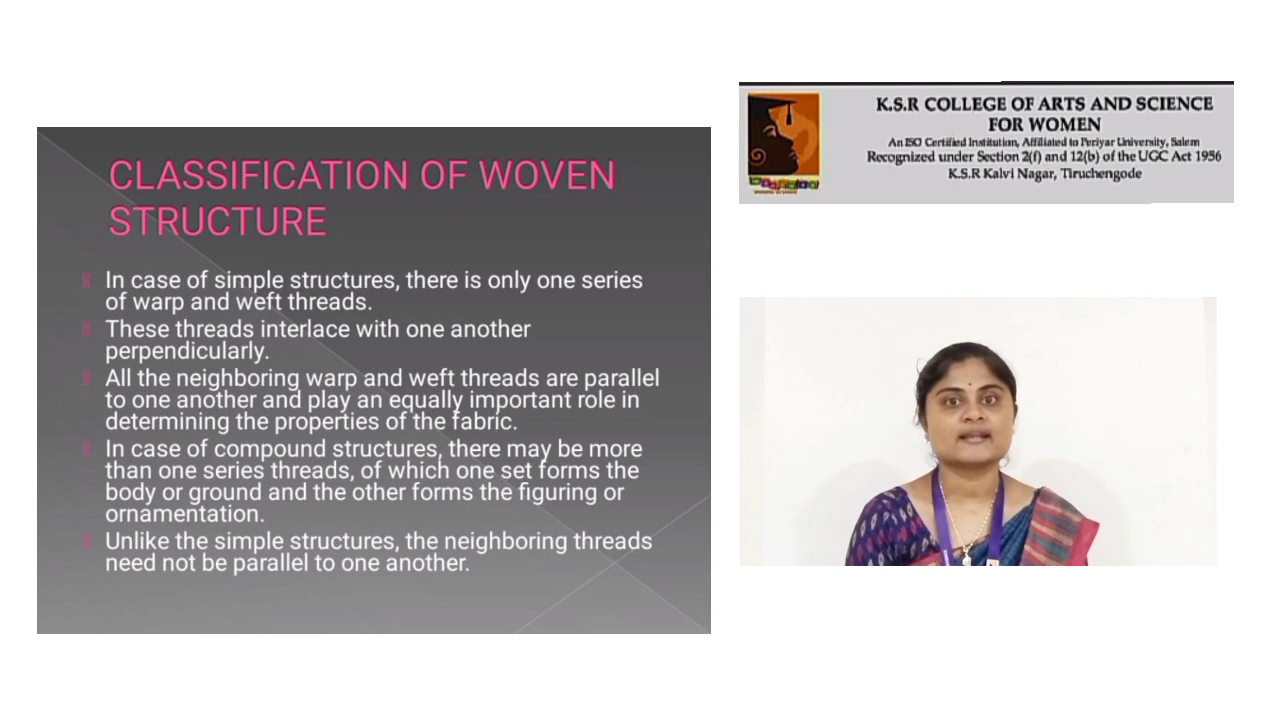 CLASSIFICATION OF WOVEN
STRUCTURE
In case of simple structures, there is only one series
of warp and weft threads.
These threads interlace with one another
perpendicularly.
All the neighboring warp and weft threads are parallel
to one another and play an equally important role in
determining the properties of the fabric.
In case of compound structures, there may be more
than one series threads, of which one set forms the
body or ground and the other forms the figuring or
ornamentation.
Unlike the simple structures, the neighboring threads
need not be parallel to one another.
K.S.R COLLEGE OF ARTS AND SCIENCE
FOR WOMEN
An ISO Certified Institution, Affiliated to Periyar University, Salem
Recognized under Section 2(f) and 12(b) of the UGC Act 1956
K.S.R Kalvi Nagar, Tiruchengode